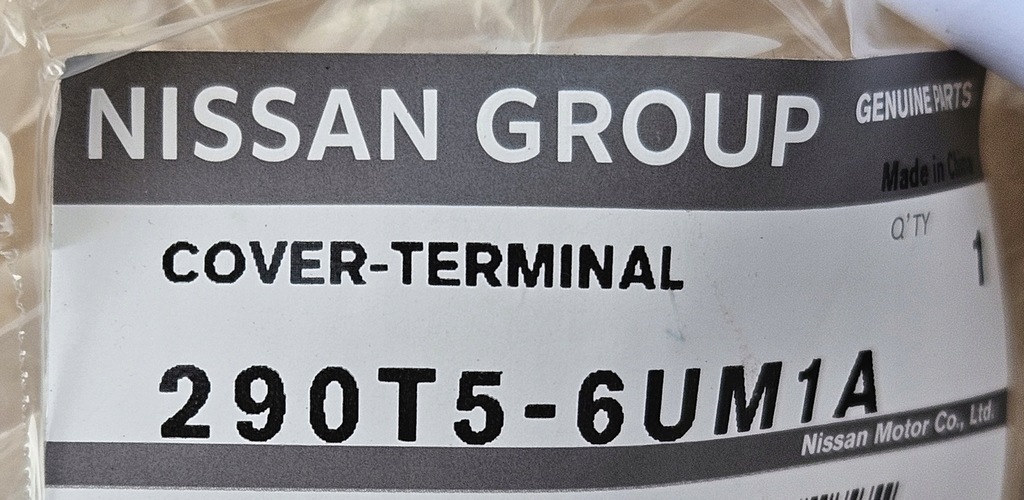 NISSAN GROUP
GENUINE PARTS
Made in China
Q'TY
COVER-TERMINAL
1
290T5-6UM1A
Nissan Motor Co., Ltd.